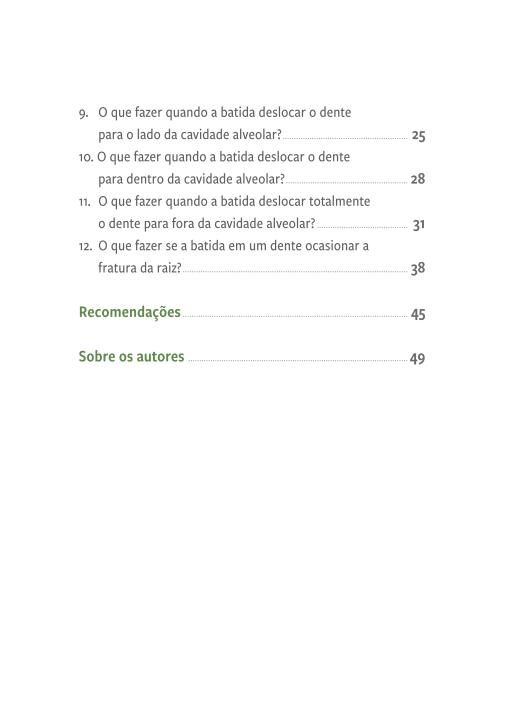 9. O que fazer quando a batida deslocar o dente
para o lado da cavidade alveolar? 25
10. O que fazer quando a batida deslocar o dente
para dentro da cavidade alveolar? 28
11. O que fazer quando a batida deslocar totalmente
o dente para fora da cavidade alveolar? 31
12. O que fazer se a batida em um dente ocasionar a
fratura da raiz? 38
Recomendações 45
Sobre os autores 49